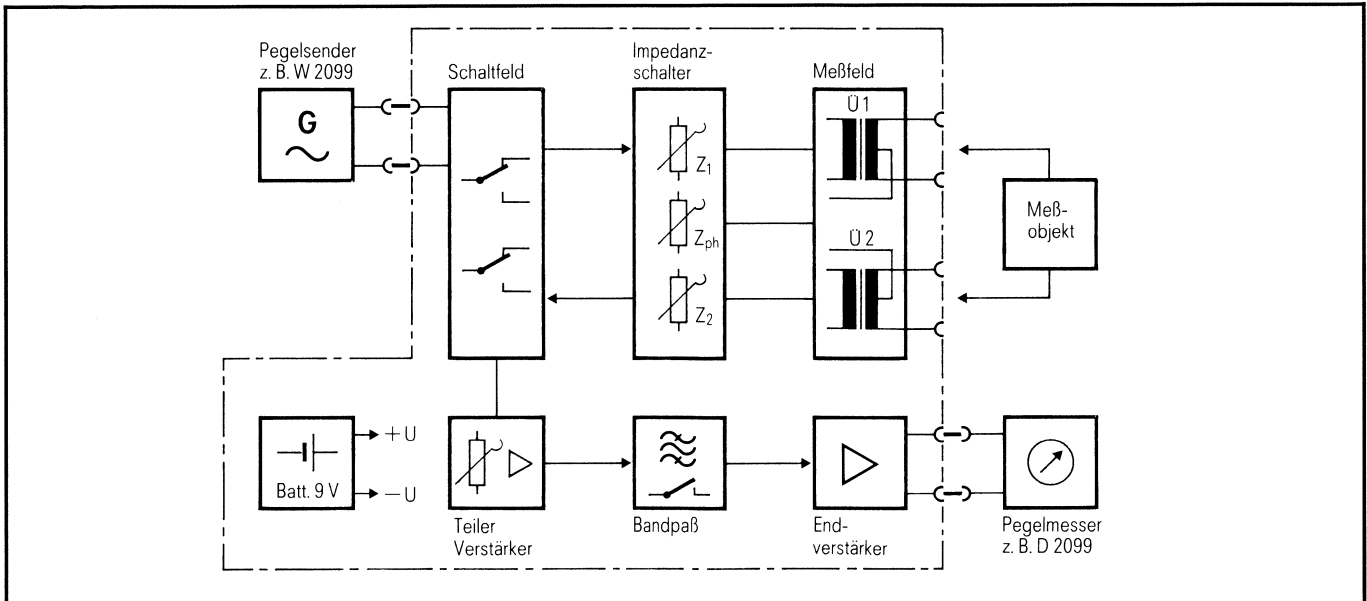 Pegelsender
z. B. W 2099
G
Schaltfeld
Impedanz-
schalter
Z1
Zph
Z2
Meßfeld
Ü 1
Ü 2
Meß-
objekt
Batt. 9 V
+U
−U
Teiler
Verstärker
Bandpaß
End-
verstärker
Pegelmesser
z. B. D 2099